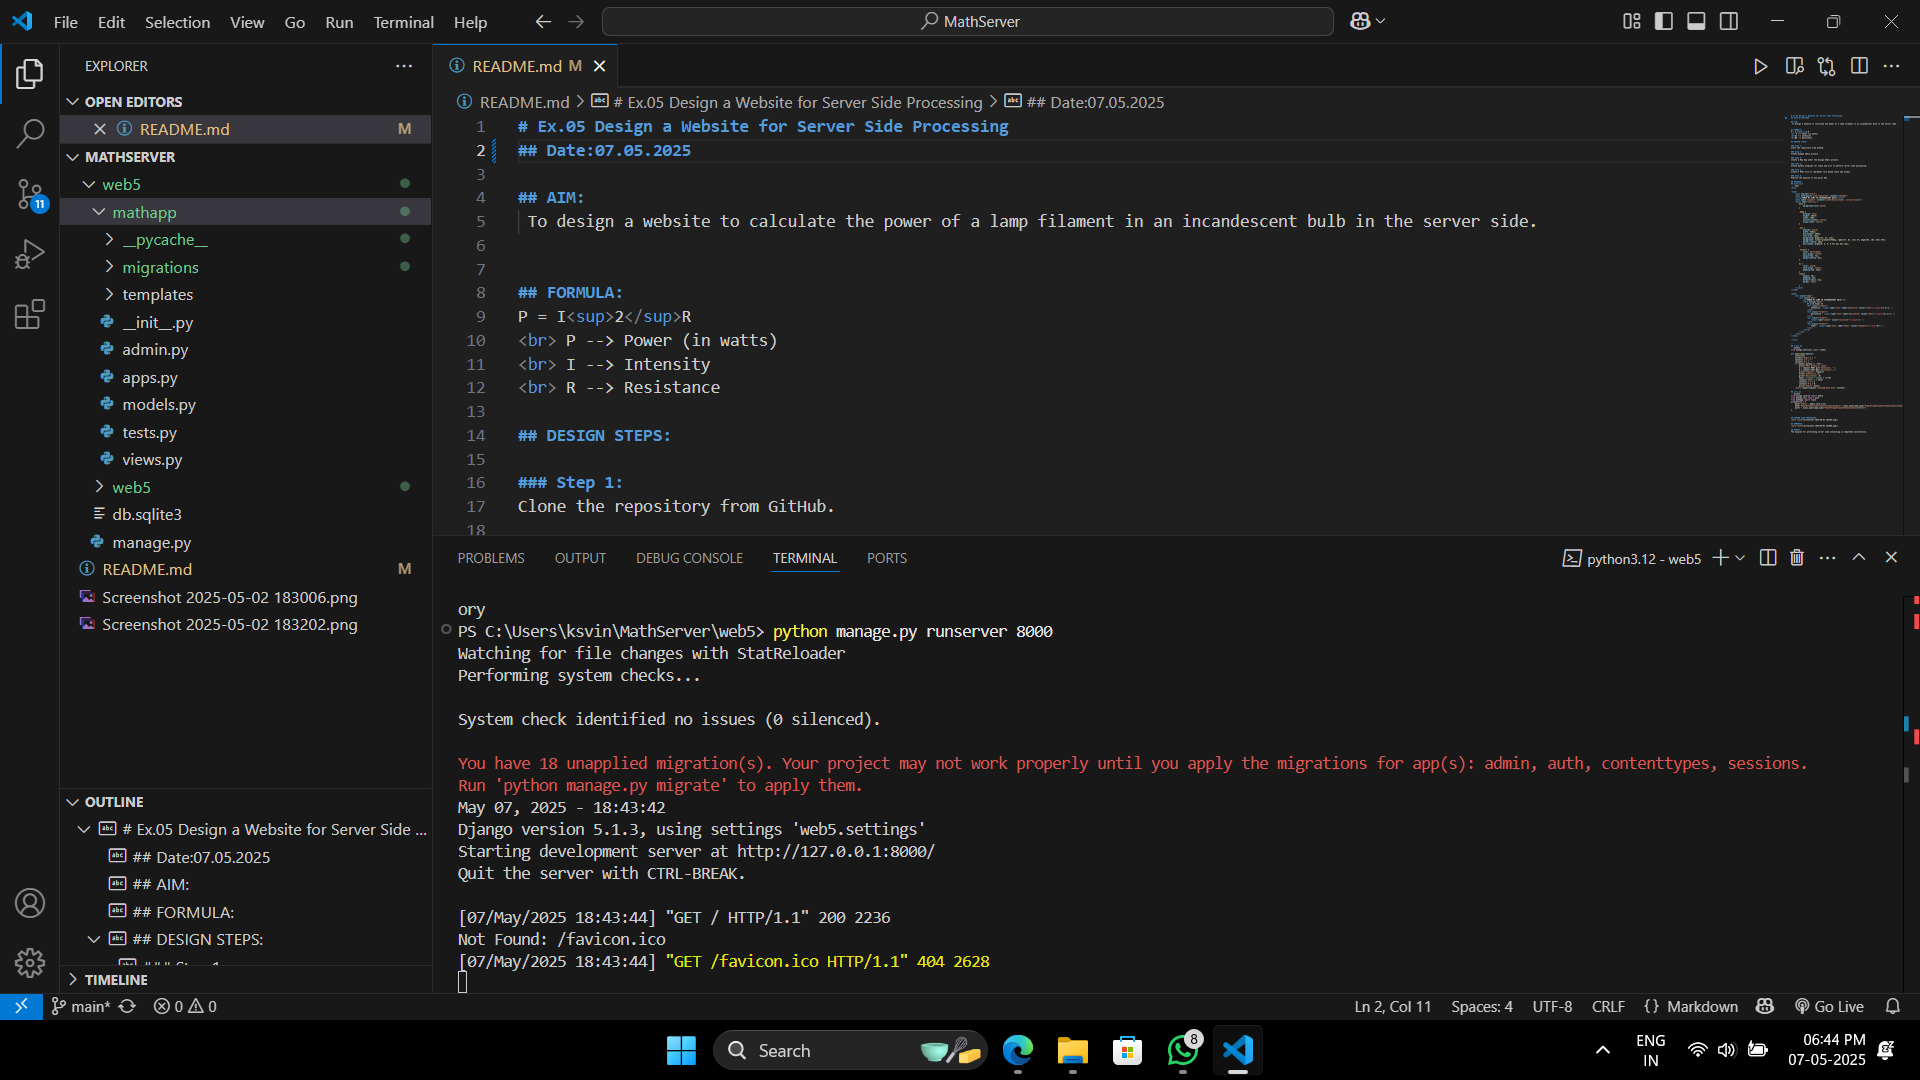 File Edit Selection View Go Run Terminal Help
MathServer
EXPLORER
OPEN EDITORS
README.md M
MATHSERVER
web5
mathapp
__pycache__
migrations
templates
__init__.py
admin.py
apps.py
models.py
tests.py
views.py
web5
db.sqlite3
manage.py
README.md M
Screenshot 2025-05-02 183006.png
Screenshot 2025-05-02 183202.png
OUTLINE
# Ex.05 Design a Website for Server Side ...
## Date:07.05.2025
## AIM:
## FORMULA:
## DESIGN STEPS:
TIMELINE
11
README.md M
README.md > # Ex.05 Design a Website for Server Side Processing > ## Date:07.05.2025
1 # Ex.05 Design a Website for Server Side Processing
2 ## Date:07.05.2025
3
4 ## AIM:
5 To design a website to calculate the power of a lamp filament in an incandescent bulb in the server side.
6
7
8 ## FORMULA:
9 P = I<sup>2</sup>R
10 <br> P --> Power (in watts)
11 <br> I --> Intensity
12 <br> R --> Resistance
13
14 ## DESIGN STEPS:
15
16 ### Step 1:
17 Clone the repository from GitHub.
18
PROBLEMS OUTPUT DEBUG CONSOLE TERMINAL PORTS
python3.12 - web5
ory
PS C:\Users\ksvin\MathServer\web5> python manage.py runserver 8000
Watching for file changes with StatReloader
Performing system checks...
System check identified no issues (0 silenced).
You have 18 unapplied migration(s). Your project may not work properly until you apply the migrations for app(s): admin, auth, contenttypes, sessions.
Run 'python manage.py migrate' to apply them.
May 07, 2025 - 18:43:42
Django version 5.1.3, using settings 'web5.settings'
Starting development server at http://127.0.0.1:8000/
Quit the server with CTRL-BREAK.
[07/May/2025 18:43:44] "GET / HTTP/1.1" 200 2236
Not Found: /favicon.ico
[07/May/2025 18:43:44] "GET /favicon.ico HTTP/1.1" 404 2628
main* 0 0
Ln 2, Col 11 Spaces: 4 UTF-8 CRLF {} Markdown Go Live
Search
8
ENG
IN
06:44 PM
07-05-2025